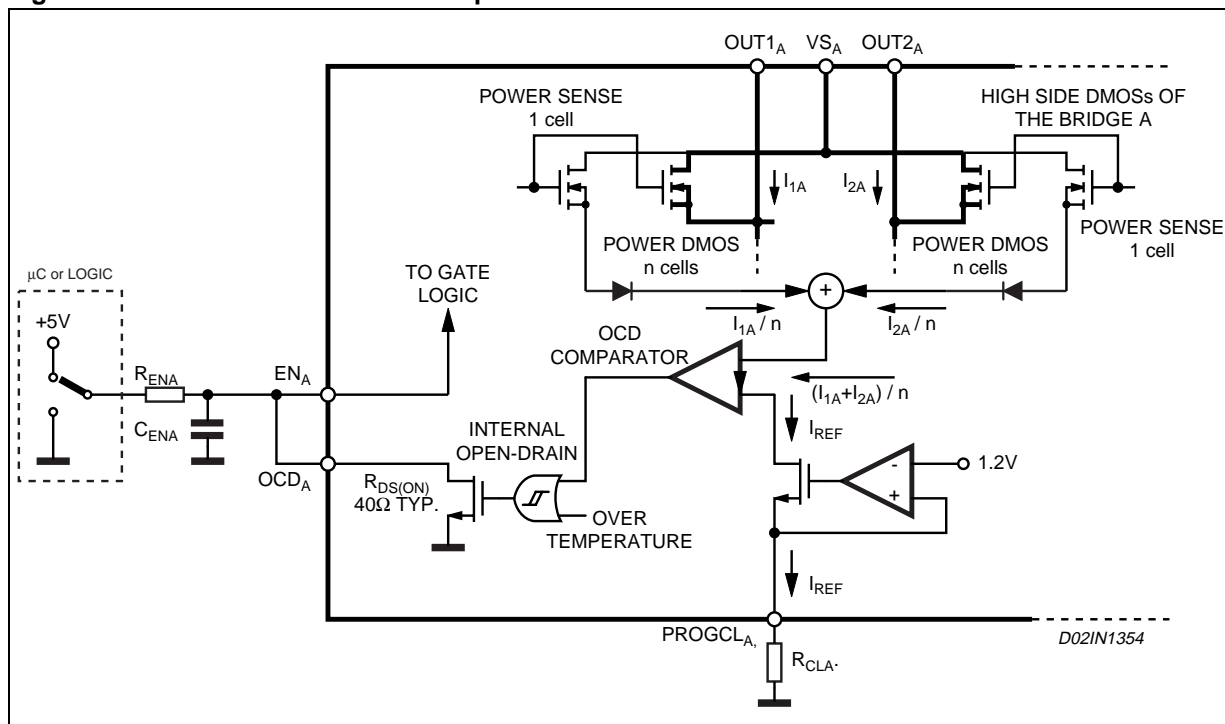 OUT1A VSA OUT2A
POWER SENSE
1 cell
HIGH SIDE DMOSs OF
THE BRIDGE A
I1A I2A
POWER SENSE
1 cell
POWER DMOS
n cells
POWER DMOS
n cells
µC or LOGIC
TO GATE
LOGIC
+
+5V
I1A / n
I2A / n
OCD
COMPARATOR
RENA
ENA
(I1A+I2A) / n
CENA
IREF
INTERNAL
OPEN-DRAIN
-
1.2V
+
OCDA
RDS(ON)
40Ω TYP.
OVER
TEMPERATURE
IREF
PROGCLA,
RCLA.
D02IN1354